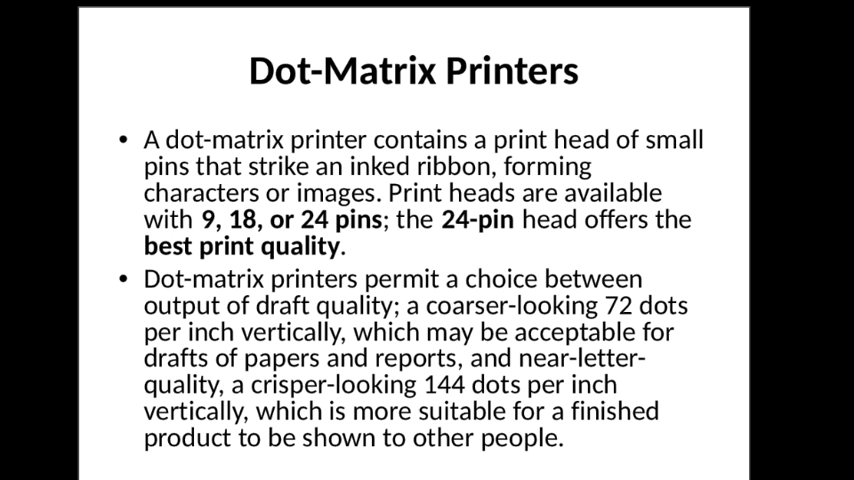 Dot-Matrix Printers
• A dot-matrix printer contains a print head of small
pins that strike an inked ribbon, forming
characters or images. Print heads are available
with 9, 18, or 24 pins; the 24-pin head offers the
best print quality.
• Dot-matrix printers permit a choice between
output of draft quality; a coarser-looking 72 dots
per inch vertically, which may be acceptable for
drafts of papers and reports, and near-letter-
quality, a crisper-looking 144 dots per inch
vertically, which is more suitable for a finished
product to be shown to other people.